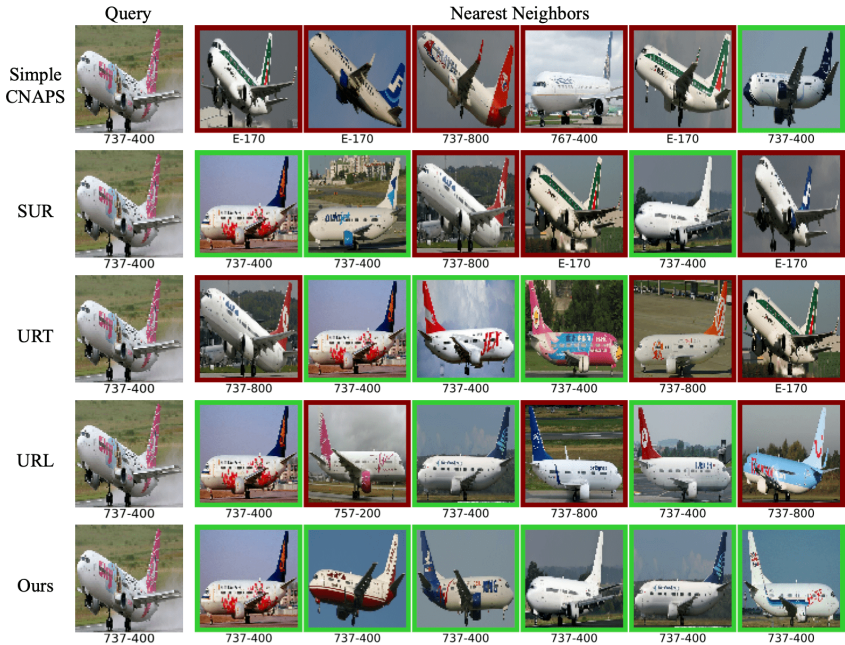 Query Nearest Neighbors
Simple
CNAPS
737-400 E-170 E-170 737-800 767-400 E-170 737-400
SUR
737-400 737-400 737-400 737-800 E-170 737-400 E-170
URT
737-400 737-800 737-400 737-400 737-400 737-800 E-170
URL
737-400 737-400 757-200 737-400 737-800 737-400 737-800
Ours
737-400 737-400 737-400 737-400 737-400 737-400 737-400